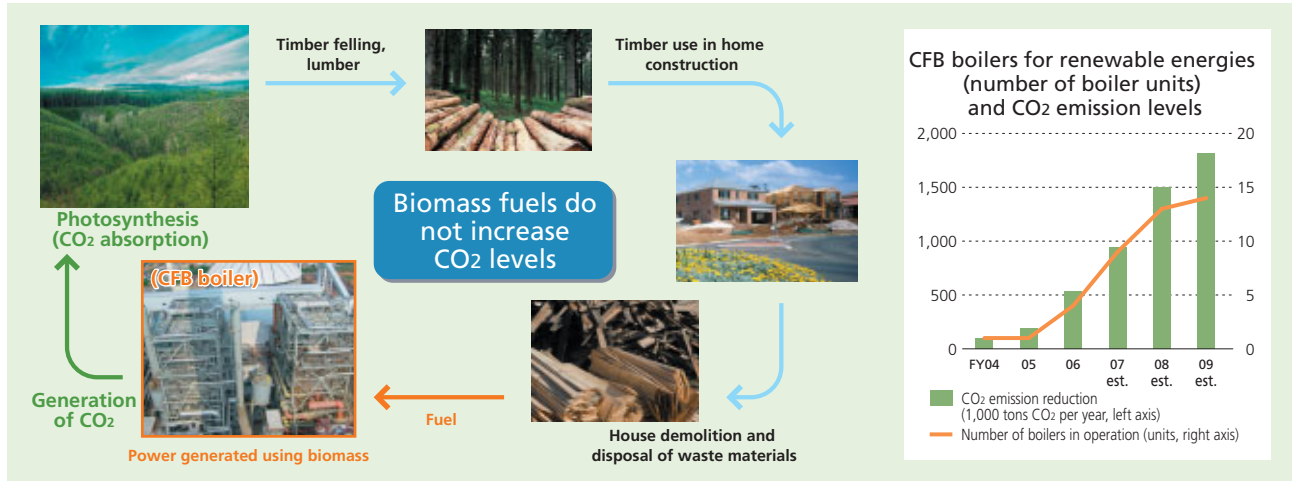 Timber felling,
lumber
Timber use in home
construction
Photosynthesis
(CO₂ absorption)
Biomass fuels do
not increase
CO₂ levels
(CFB boiler)
Generation
of CO₂
Fuel
Power generated using biomass
House demolition and
disposal of waste materials
CFB boilers for renewable energies
(number of boiler units)
and CO₂ emission levels
2,000 20
1,500 15
1,000 10
500 5
0 0
FY04 05 06 07 08 09
est. est. est.
CO₂ emission reduction
(1,000 tons CO₂ per year, left axis)
Number of boilers in operation (units, right axis)